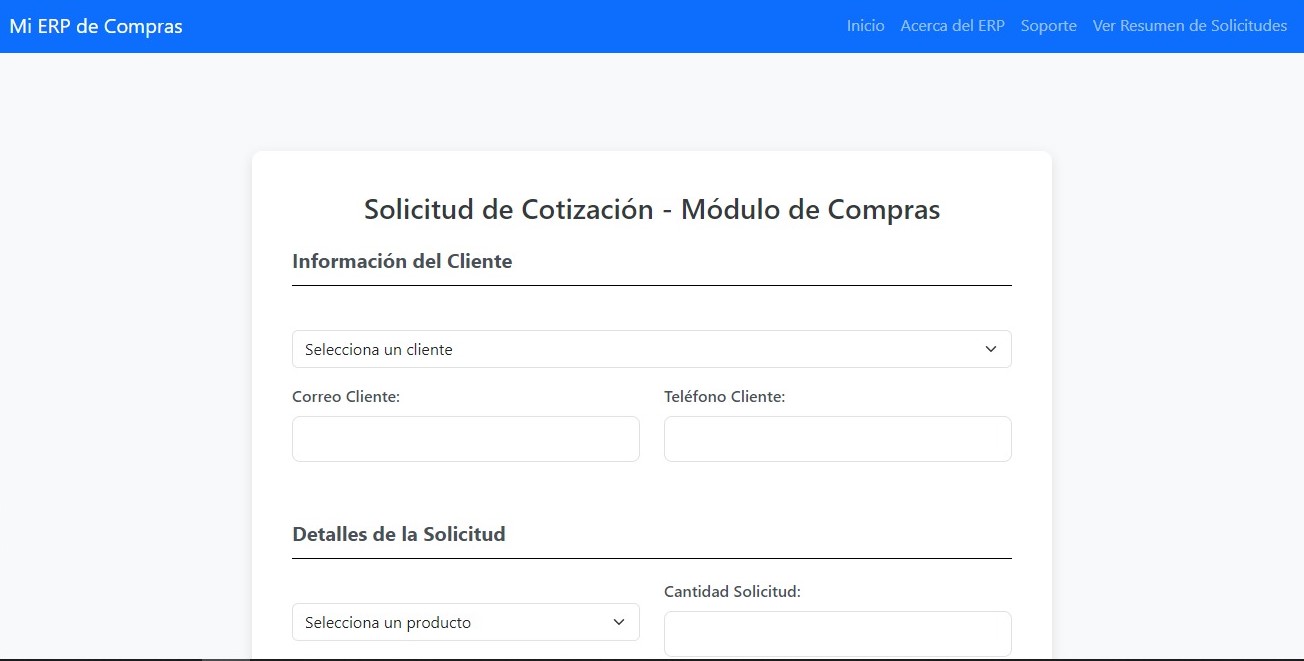 Mi ERP de Compras
Inicio Acerca del ERP Soporte Ver Resumen de Solicitudes
Solicitud de Cotización - Módulo de Compras
Información del Cliente
Selecciona un cliente
Correo Cliente: Teléfono Cliente:
Detalles de la Solicitud
Cantidad Solicitud:
Selecciona un producto